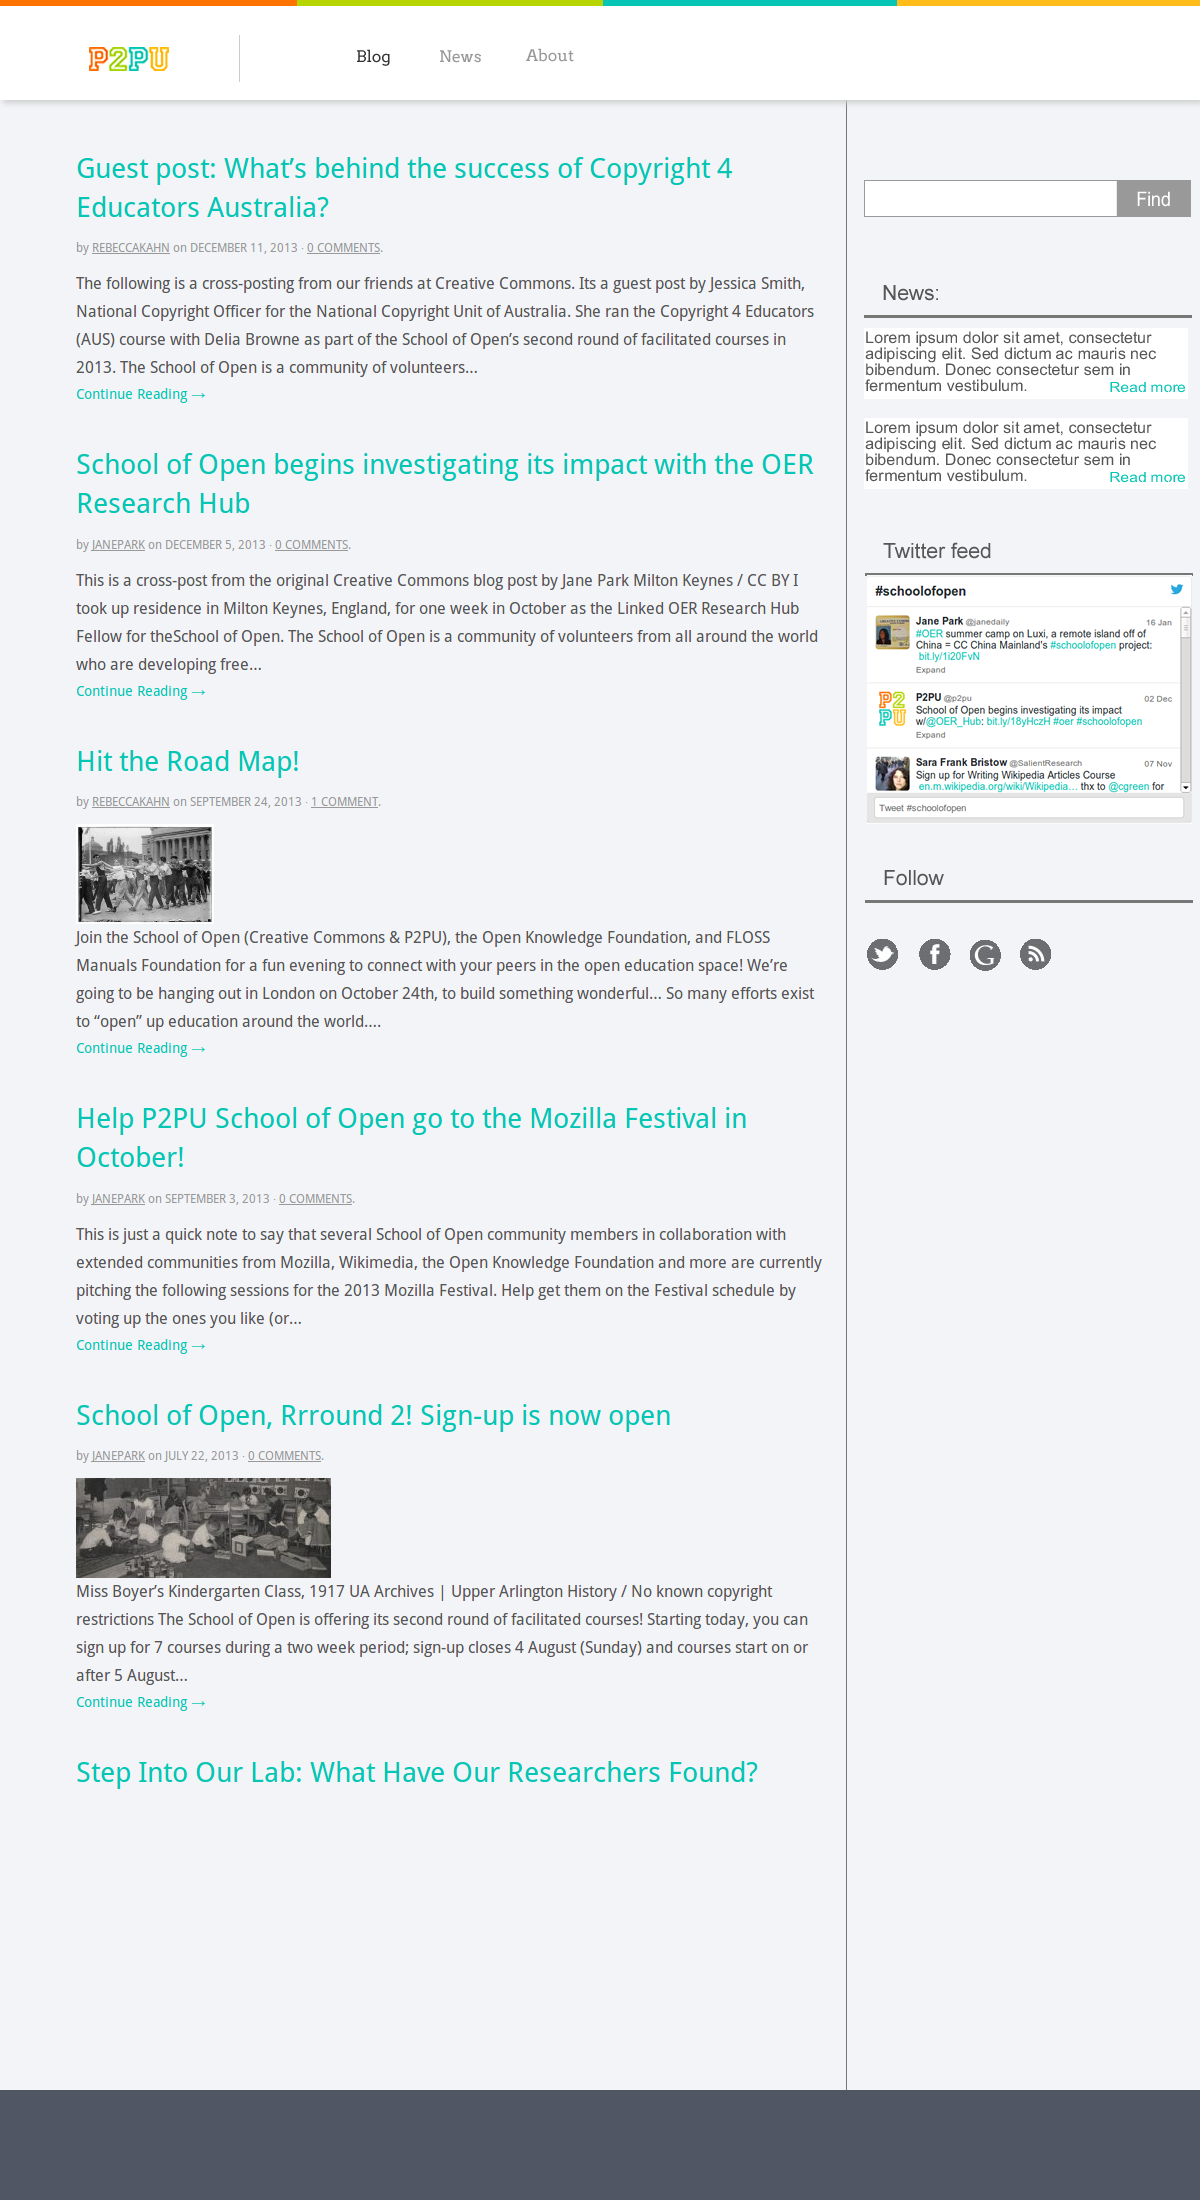 P2PU
Blog
News
About
Guest post: What’s behind the success of Copyright 4
Educators Australia?
by REBECCAKAHN on DECEMBER 11, 2013 · 0 COMMENTS.
The following is a cross-posting from our friends at Creative Commons. Its a guest post by Jessica Smith,
National Copyright Officer for the National Copyright Unit of Australia. She ran the Copyright 4 Educators
(AUS) course with Delia Browne as part of the School of Open’s second round of facilitated courses in
2013. The School of Open is a community of volunteers...
Continue Reading →
School of Open begins investigating its impact with the OER
Research Hub
by JANEPARK on DECEMBER 5, 2013 · 0 COMMENTS.
This is a cross-post from the original Creative Commons blog post by Jane Park Milton Keynes / CC BY I
took up residence in Milton Keynes, England, for one week in October as the Linked OER Research Hub
Fellow for theSchool of Open. The School of Open is a community of volunteers from all around the world
who are developing free...
Continue Reading →
Hit the Road Map!
by REBECCAKAHN on SEPTEMBER 24, 2013 · 1 COMMENT.
Join the School of Open (Creative Commons & P2PU), the Open Knowledge Foundation, and FLOSS
Manuals Foundation for a fun evening to connect with your peers in the open education space! We’re
going to be hanging out in London on October 24th, to build something wonderful... So many efforts exist
to “open” up education around the world....
Continue Reading →
Help P2PU School of Open go to the Mozilla Festival in
October!
by JANEPARK on SEPTEMBER 3, 2013 · 0 COMMENTS.
This is just a quick note to say that several School of Open community members in collaboration with
extended communities from Mozilla, Wikimedia, the Open Knowledge Foundation and more are currently
pitching the following sessions for the 2013 Mozilla Festival. Help get them on the Festival schedule by
voting up the ones you like (or...
Continue Reading →
School of Open, Rrround 2! Sign-up is now open
by JANEPARK on JULY 22, 2013 · 0 COMMENTS.
Miss Boyer’s Kindergarten Class, 1917 UA Archives | Upper Arlington History / No known copyright
restrictions The School of Open is offering its second round of facilitated courses! Starting today, you can
sign up for 7 courses during a two week period; sign-up closes 4 August (Sunday) and courses start on or
after 5 August...
Continue Reading →
Step Into Our Lab: What Have Our Researchers Found?
Find
News:
Lorem ipsum dolor sit amet, consectetur
adipiscing elit. Sed dictum ac mauris nec
bibendum. Donec consectetur sem in
fermentum vestibulum.
Read more
Lorem ipsum dolor sit amet, consectetur
adipiscing elit. Sed dictum ac mauris nec
bibendum. Donec consectetur sem in
fermentum vestibulum.
Read more
Twitter feed
#schoolofopen
Jane Park @janedaily 16 Jan
#OER summer camp on Luxi, a remote island off of
China = CC China Mainland's #schoolofopen project:
bit.ly/1i20FvN
Expand
P2PU
P2PU @p2pu 02 Dec
School of Open begins investigating its impact
w/@OER_Hub: bit.ly/18yHczH #oer #schoolofopen
Expand
Sara Frank Bristow @SalientResearch 07 Nov
Sign up for Writing Wikipedia Articles Course
en.m.wikipedia.org/wiki/Wikipedia... thx to @cgreen for
Tweet #schoolofopen
Follow